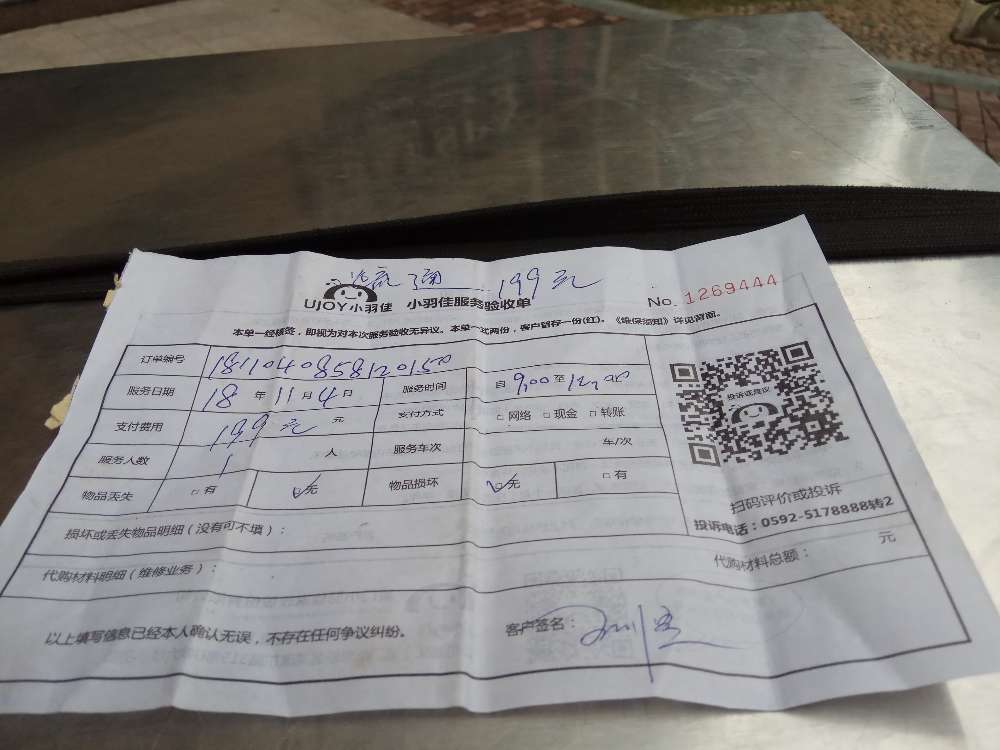 199元
UJOY小羽佳 小羽佳服务验收单 No. 1269444
本单一经核签，即视为对本次服务验收无异议。本单一式两份，客户留存一份(红)。《维保须知》详见背面。
订单编号
服务日期 18 年 11 月 4 日 服务时间 自 9:00 至 12:00
支付费用 199元 元 支付方式 □ 网络 □ 现金 □ 转账
服务人数 1 人 服务车次 车/次
物品丢失 □ 有 □ 无 物品损坏 □ 无 □ 有
投诉或建议
扫码评价或投诉
投诉电话：0592-5178888转2
损坏或丢失物品明细（没有可不填）：
代购材料明细（维修业务）： 代购材料总额： 元
以上填写信息已经本人确认无误，不存在任何争议纠纷。 客户签名：